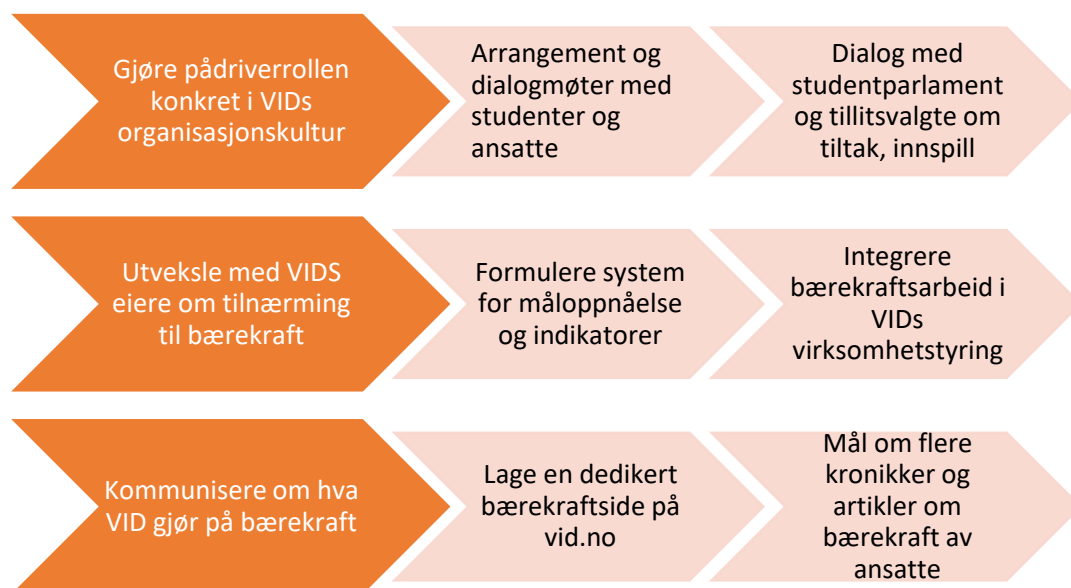 Gjøre pådriverrollen
konkret i VIDs
organisasjonskultur
Arrangement og
dialogmøter med
studenter og
ansatte
Dialog med
studentparlament
og tillitsvalgte om
tiltak, innspill
Utveksle med VIDS
eiere om tilnærming
til bærekraft
Formulere system
for måloppnåelse
og indikatorer
Integrere
bærekraftsarbeid i
VIDs
virksomhetstyring
Kommunisere om hva
VID gjør på bærekraft
Lage en dedikert
bærekraftside på
vid.no
Mål om flere
kronikker og
artikler om
bærekraft av
ansatte